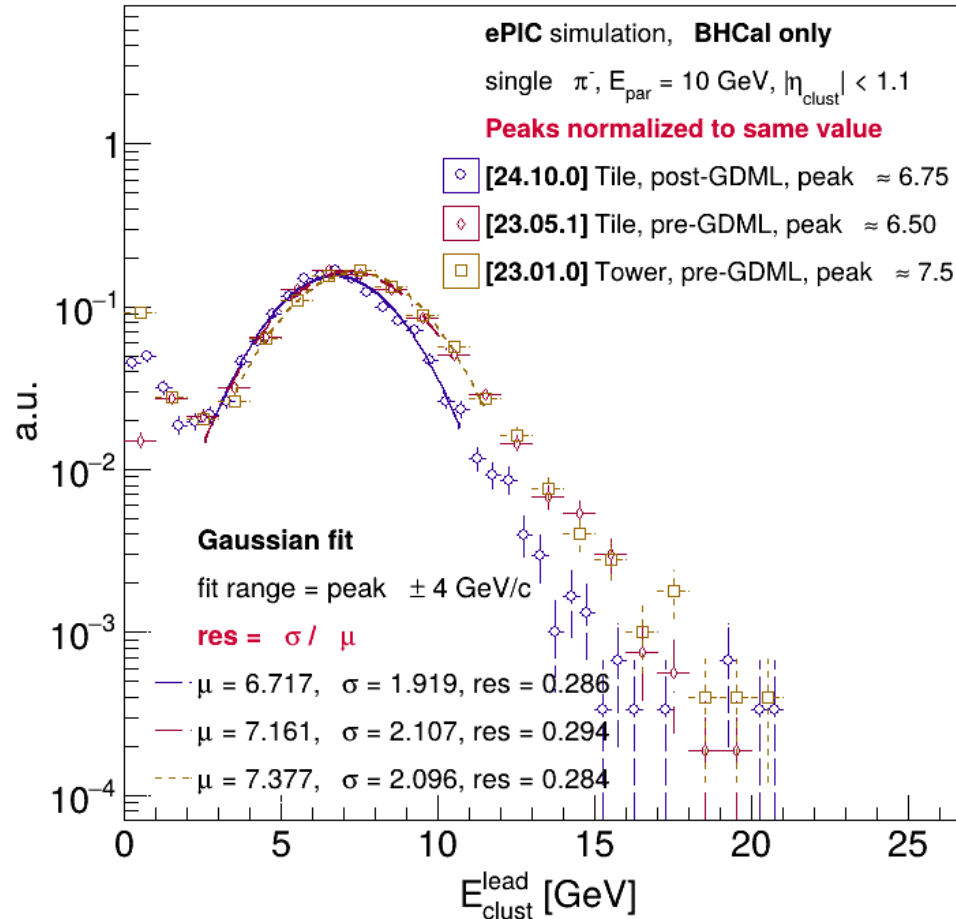 ePIC simulation, BHCal only
single π⁻, E_par = 10 GeV, |η_clust| < 1.1
Peaks normalized to same value
[24.10.0] Tile, post-GDML, peak ≈ 6.75
[23.05.1] Tile, pre-GDML, peak ≈ 6.50
[23.01.0] Tower, pre-GDML, peak ≈ 7.5
1
10⁻¹
10⁻²
10⁻³
10⁻⁴
a.u.
Gaussian fit
fit range = peak ± 4 GeV/c
res = σ / μ
μ = 6.717, σ = 1.919, res = 0.286
μ = 7.161, σ = 2.107, res = 0.294
μ = 7.377, σ = 2.096, res = 0.284
0 5 10 15 20 25
E_clust^lead [GeV]